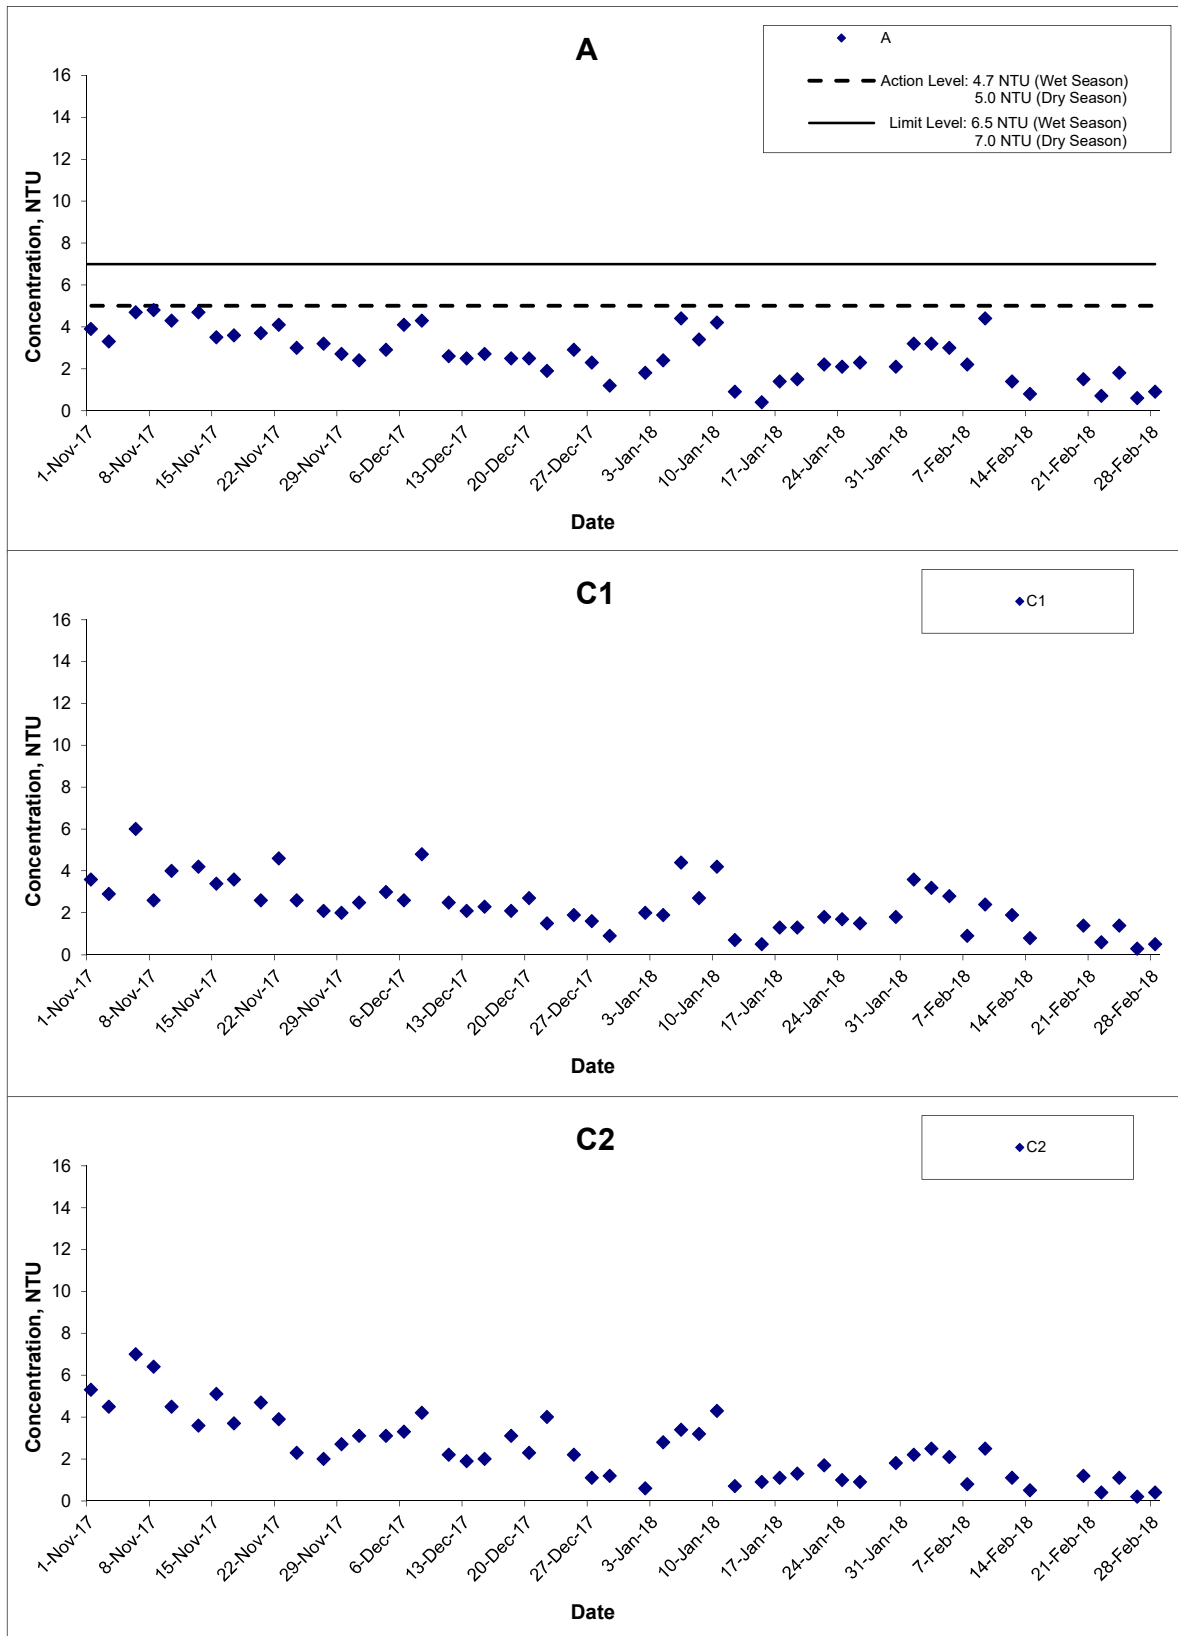 A
A
Action Level: 4.7 NTU (Wet Season)
5.0 NTU (Dry Season)
Limit Level: 6.5 NTU (Wet Season)
7.0 NTU (Dry Season)
Concentration, NTU
16
14
12
10
8
6
4
2
0
1-Nov-17
8-Nov-17
15-Nov-17
22-Nov-17
29-Nov-17
6-Dec-17
13-Dec-17
20-Dec-17
27-Dec-17
3-Jan-18
10-Jan-18
17-Jan-18
24-Jan-18
31-Jan-18
7-Feb-18
14-Feb-18
21-Feb-18
28-Feb-18
Date
C1
C1
Concentration, NTU
16
14
12
10
8
6
4
2
0
1-Nov-17
8-Nov-17
15-Nov-17
22-Nov-17
29-Nov-17
6-Dec-17
13-Dec-17
20-Dec-17
27-Dec-17
3-Jan-18
10-Jan-18
17-Jan-18
24-Jan-18
31-Jan-18
7-Feb-18
14-Feb-18
21-Feb-18
28-Feb-18
Date
C2
C2
Concentration, NTU
16
14
12
10
8
6
4
2
0
1-Nov-17
8-Nov-17
15-Nov-17
22-Nov-17
29-Nov-17
6-Dec-17
13-Dec-17
20-Dec-17
27-Dec-17
3-Jan-18
10-Jan-18
17-Jan-18
24-Jan-18
31-Jan-18
7-Feb-18
14-Feb-18
21-Feb-18
28-Feb-18
Date